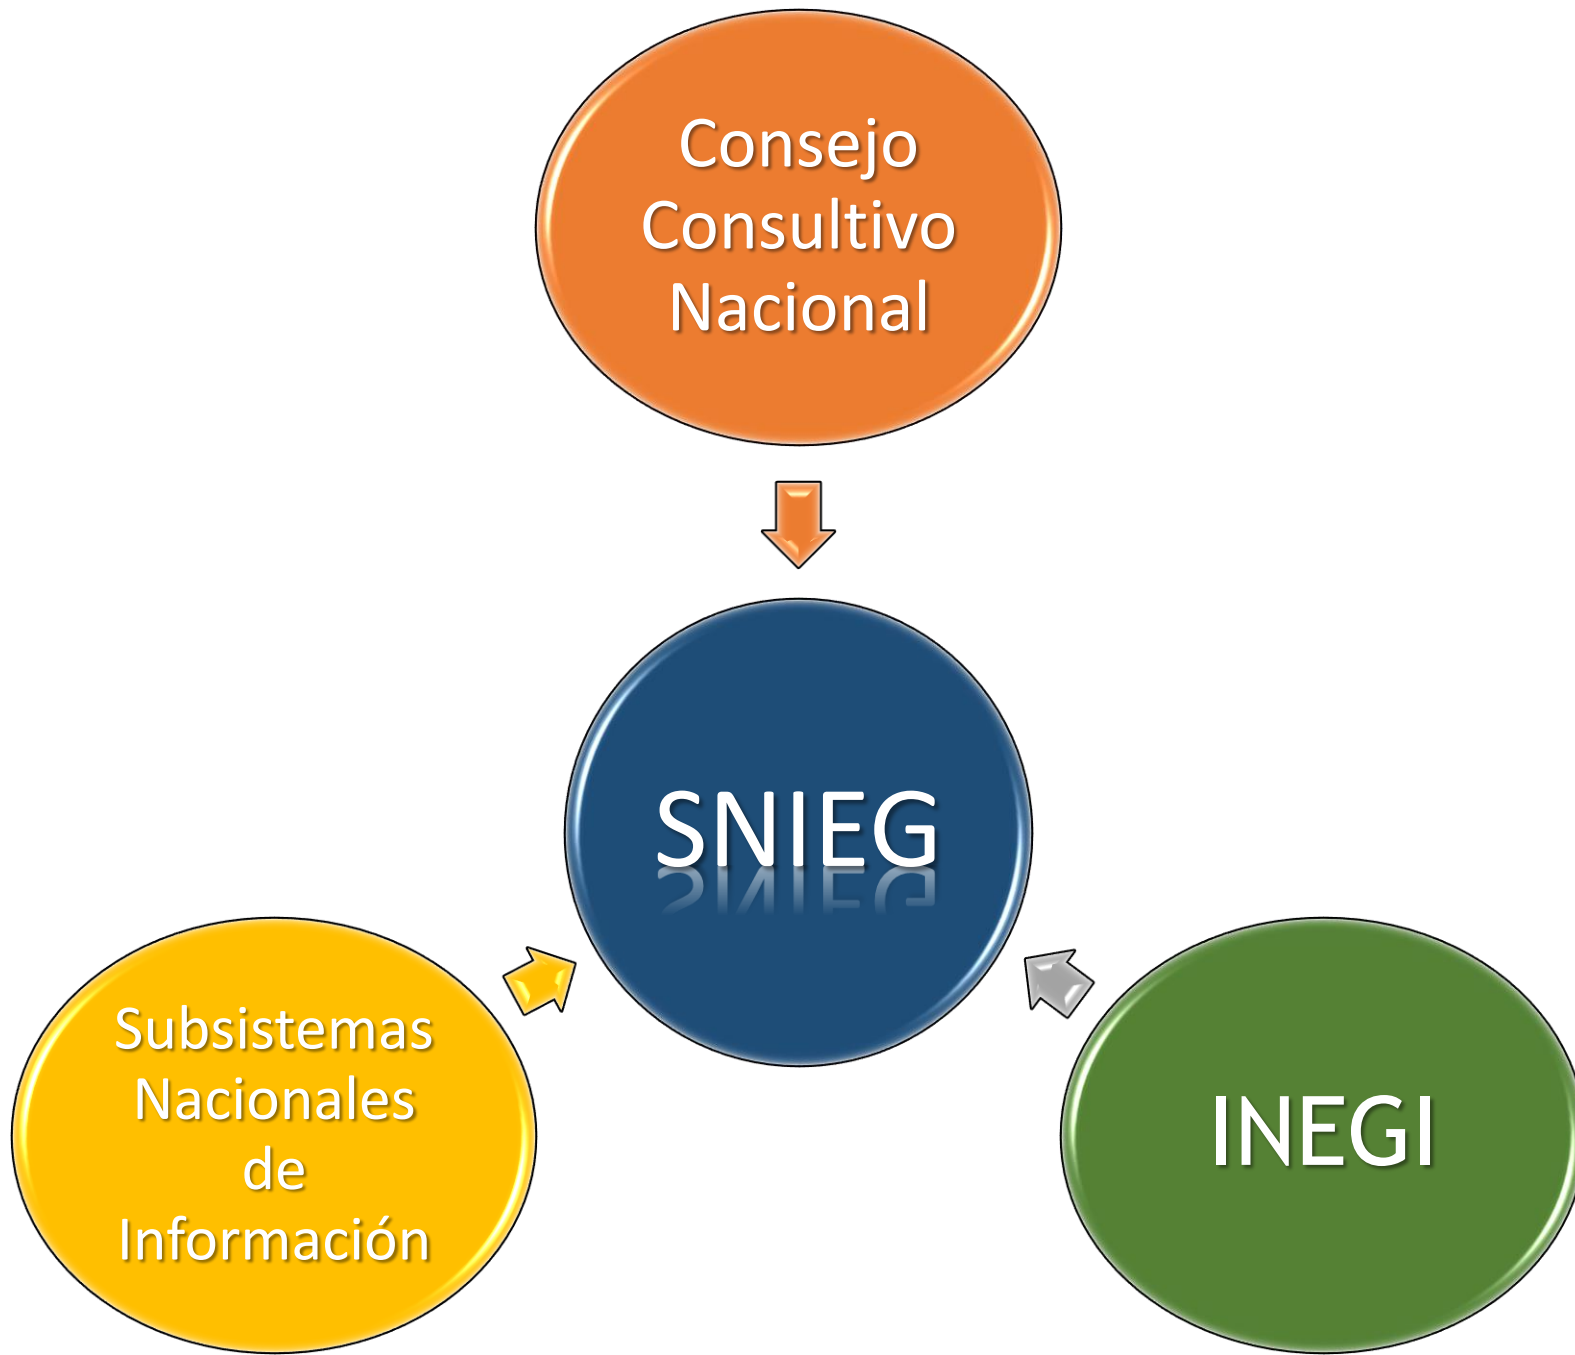 Consejo
Consultivo
Nacional
SNIEG
Subsistemas
Nacionales
de
Información
INEGI